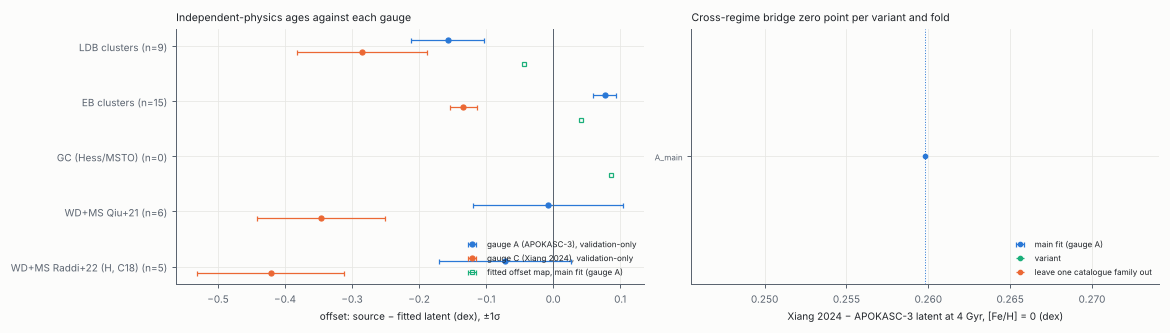 Independent-physics ages against each gauge
LDB clusters (n=9)
EB clusters (n=15)
GC (Hess/MSTO) (n=0)
WD+MS Qiu+21 (n=6)
WD+MS Raddi+22 (H, C18) (n=5)
gauge A (APOKASC-3), validation-only
gauge C (Xiang 2024), validation-only
fitted offset map, main fit (gauge A)
−0.5 −0.4 −0.3 −0.2 −0.1 0.0 0.1
offset: source − fitted latent (dex), ±1σ
Cross-regime bridge zero point per variant and fold
A_main
main fit (gauge A)
variant
leave one catalogue family out
0.250 0.255 0.260 0.265 0.270
Xiang 2024 − APOKASC-3 latent at 4 Gyr, [Fe/H] = 0 (dex)